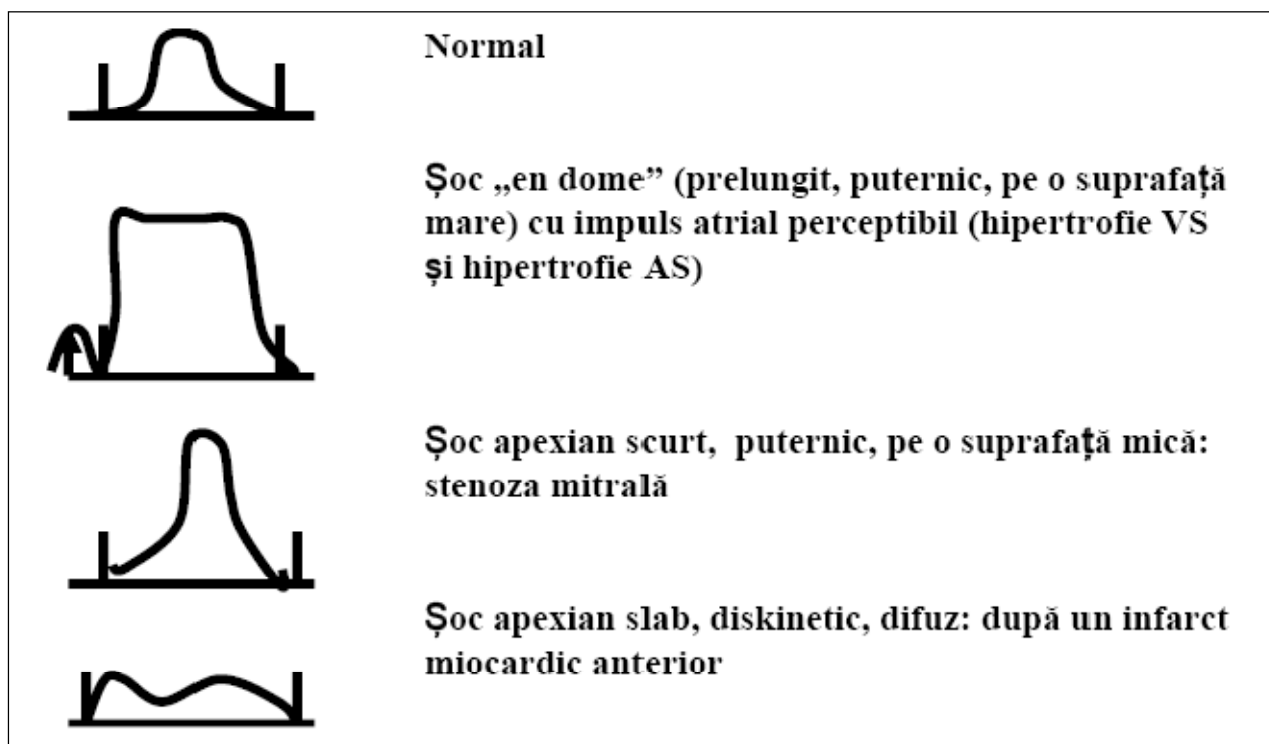 Normal
Șoc „en dome” (prelungit, puternic, pe o suprafață
mare) cu impuls atrial perceptibil (hipertrofie VS
și hipertrofie AS)
Șoc apexian scurt, puternic, pe o suprafață mică:
stenoza mitrală
Șoc apexian slab, diskinetic, difuz: după un infarct
miocardic anterior